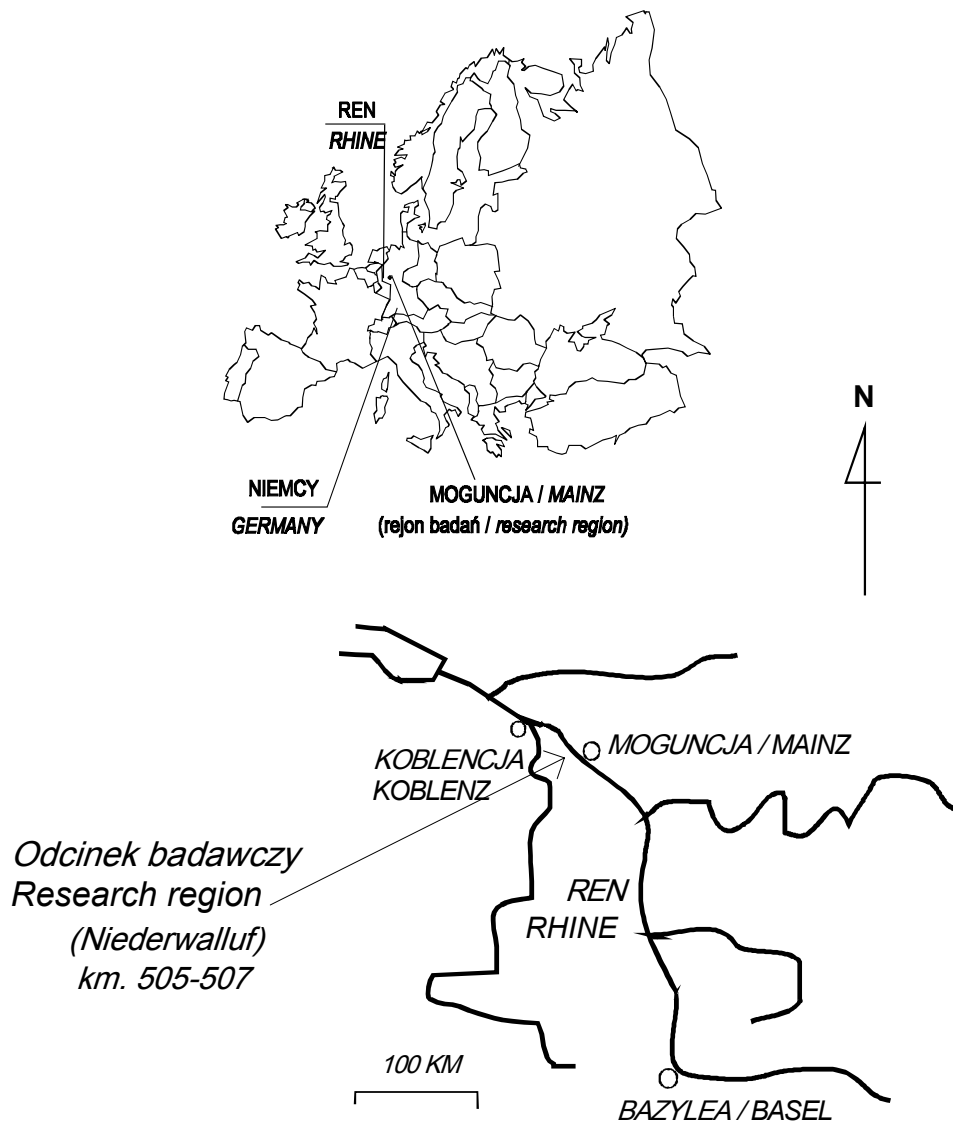 REN
RHINE
NIEMCY
GERMANY
MOGUNCJA / MAINZ
(rejon badań / research region)
N
KOBLENCJA
KOBLENZ
MOGUNCJA / MAINZ
Odcinek badawczy
Research region
(Niederwalluf)
km. 505-507
REN
RHINE
100 KM
BAZYLEA / BASEL